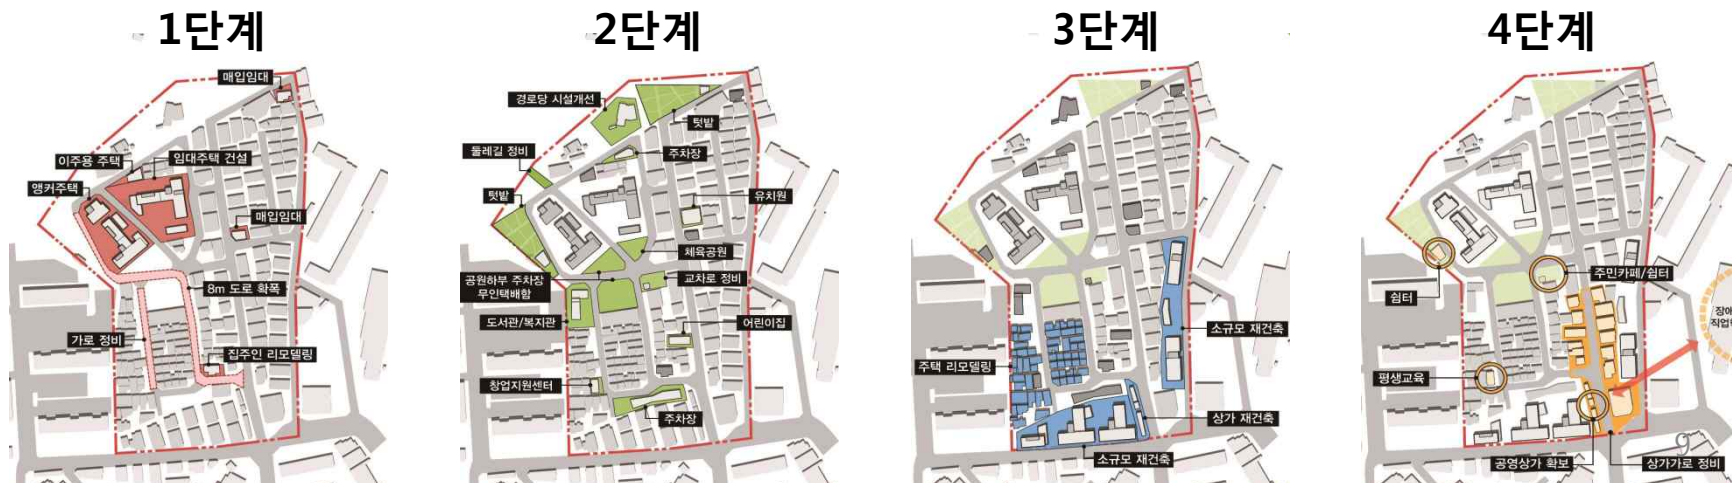 1단계
매입임대
이주용 주택
임대주택 건설
앵커주택
매입임대
8m 도로 확폭
가로 정비
집주인 리모델링
2단계
경로당 시설개선
텃밭
둘레길 정비
주차장
텃밭
유치원
체육공원
공원하부 주차장
무인택배함
교차로 정비
도서관/복지관
어린이집
창업지원센터
주차장
3단계
소규모 재건축
주택 리모델링
상가 재건축
소규모 재건축
4단계
주민카페/쉼터
쉼터
장애
직업
평생교육
공영상가 확보
상가가로 정비
9